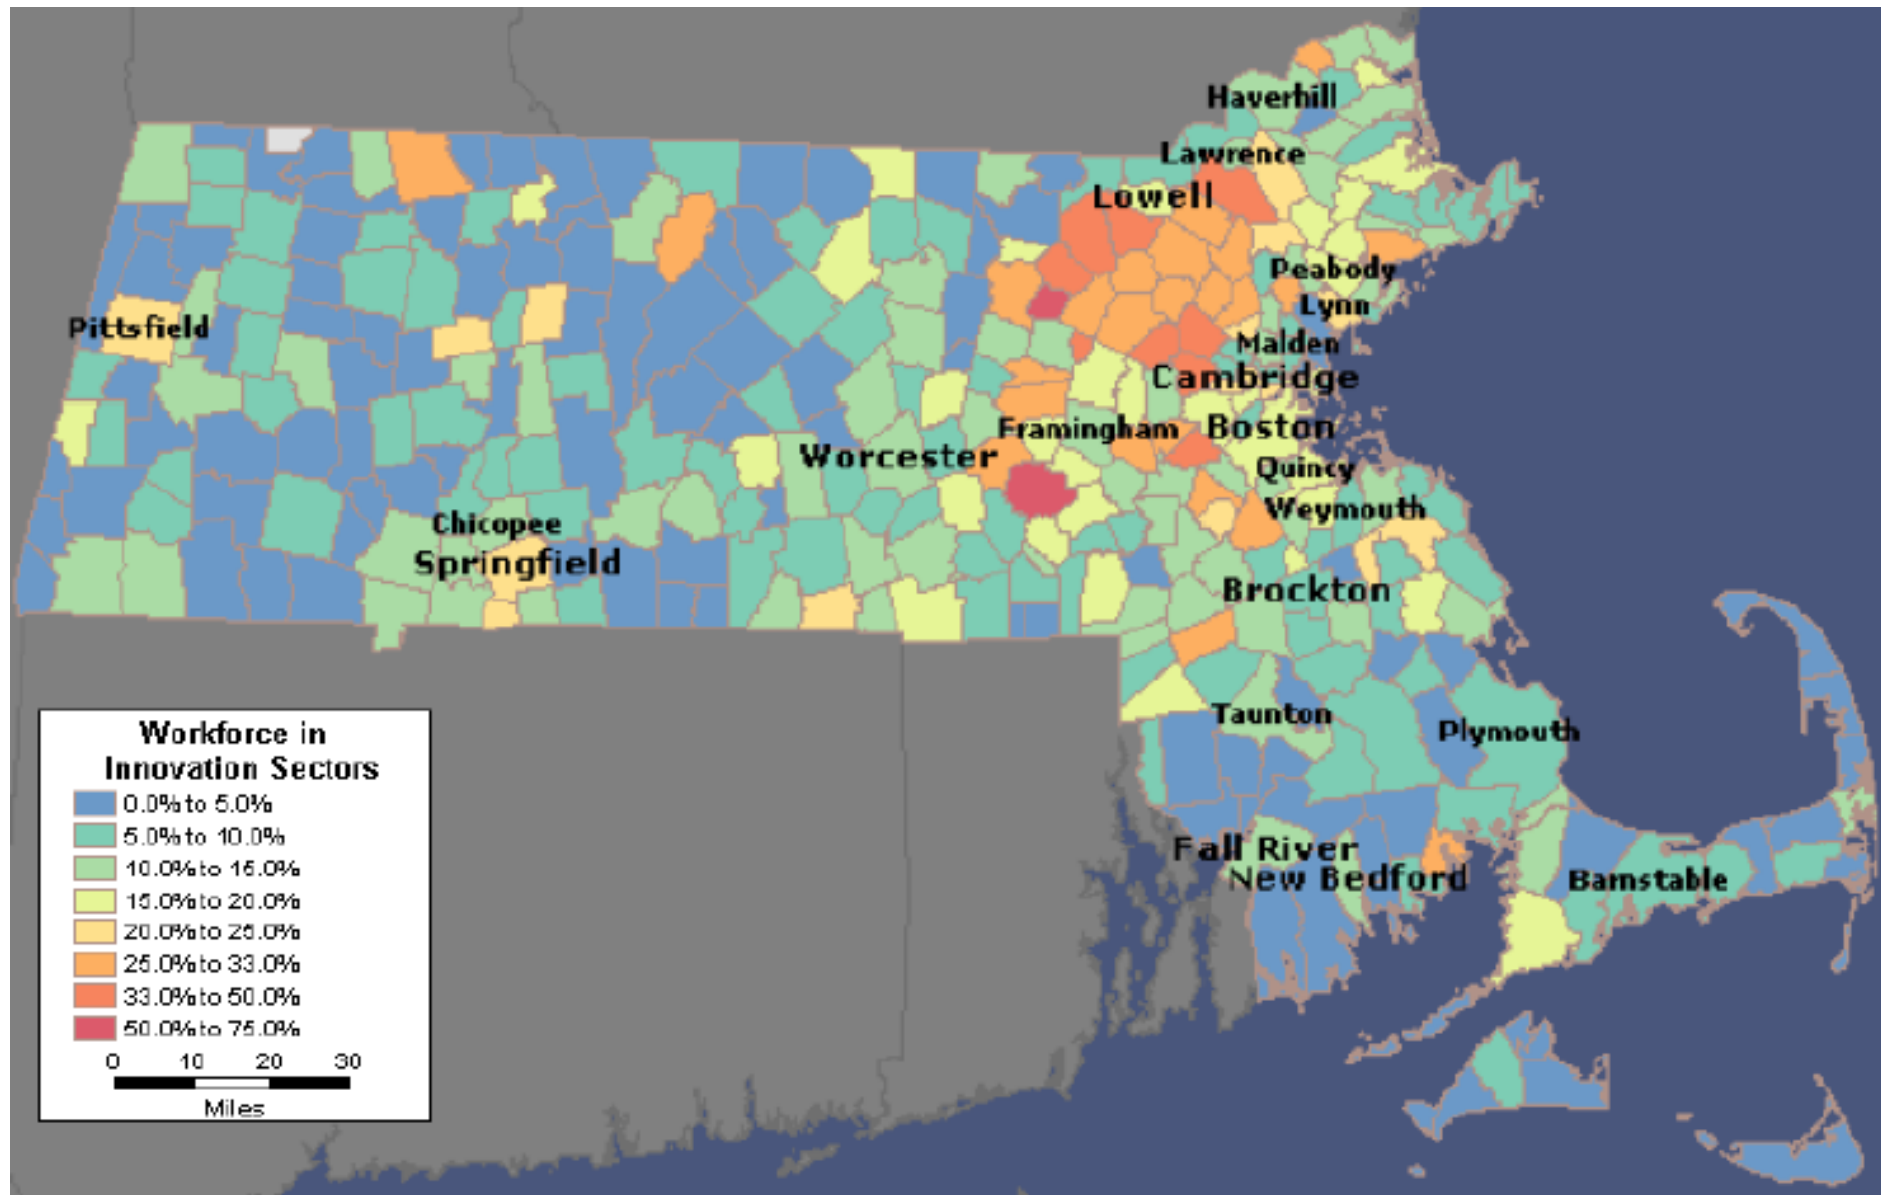 Haverhill
Lawrence
Lowell
Peabody
Lynn
Pittsfield
Malden
Cambridge
Framingham
Boston
Worcester
Quincy
Weymouth
Chicopee
Springfield
Brockton
Taunton
Plymouth
Fall River
New Bedford
Barnstable
Workforce in
Innovation Sectors
0.0% to 5.0%
5.0% to 10.0%
10.0% to 15.0%
15.0% to 20.0%
20.0% to 25.0%
25.0% to 33.0%
33.0% to 50.0%
50.0% to 75.0%
0 10 20 30
Miles